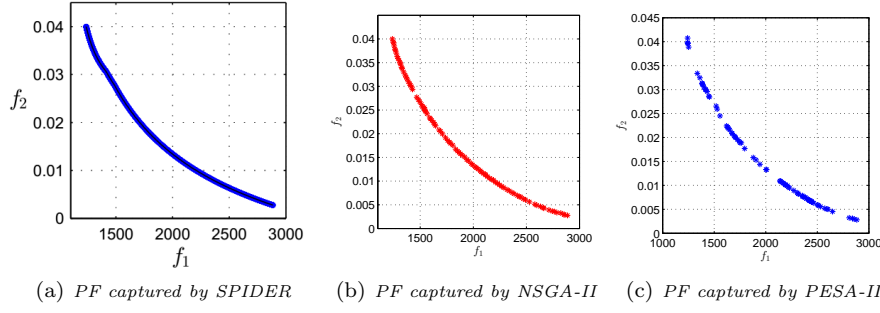 0.04
0.03
0.02
0.01
0
f₂
1500 2000 2500 3000
f₁
(a) PF captured by SPIDER
0.045
0.04
0.035
0.03
0.025
0.02
0.015
0.01
0.005
0
f₂
1500 2000 2500 3000
f₁
(b) PF captured by NSGA-II
0.045
0.04
0.035
0.03
0.025
0.02
0.015
0.01
0.005
0
f₂
1000 1500 2000 2500 3000
f₁
(c) PF captured by PESA-II